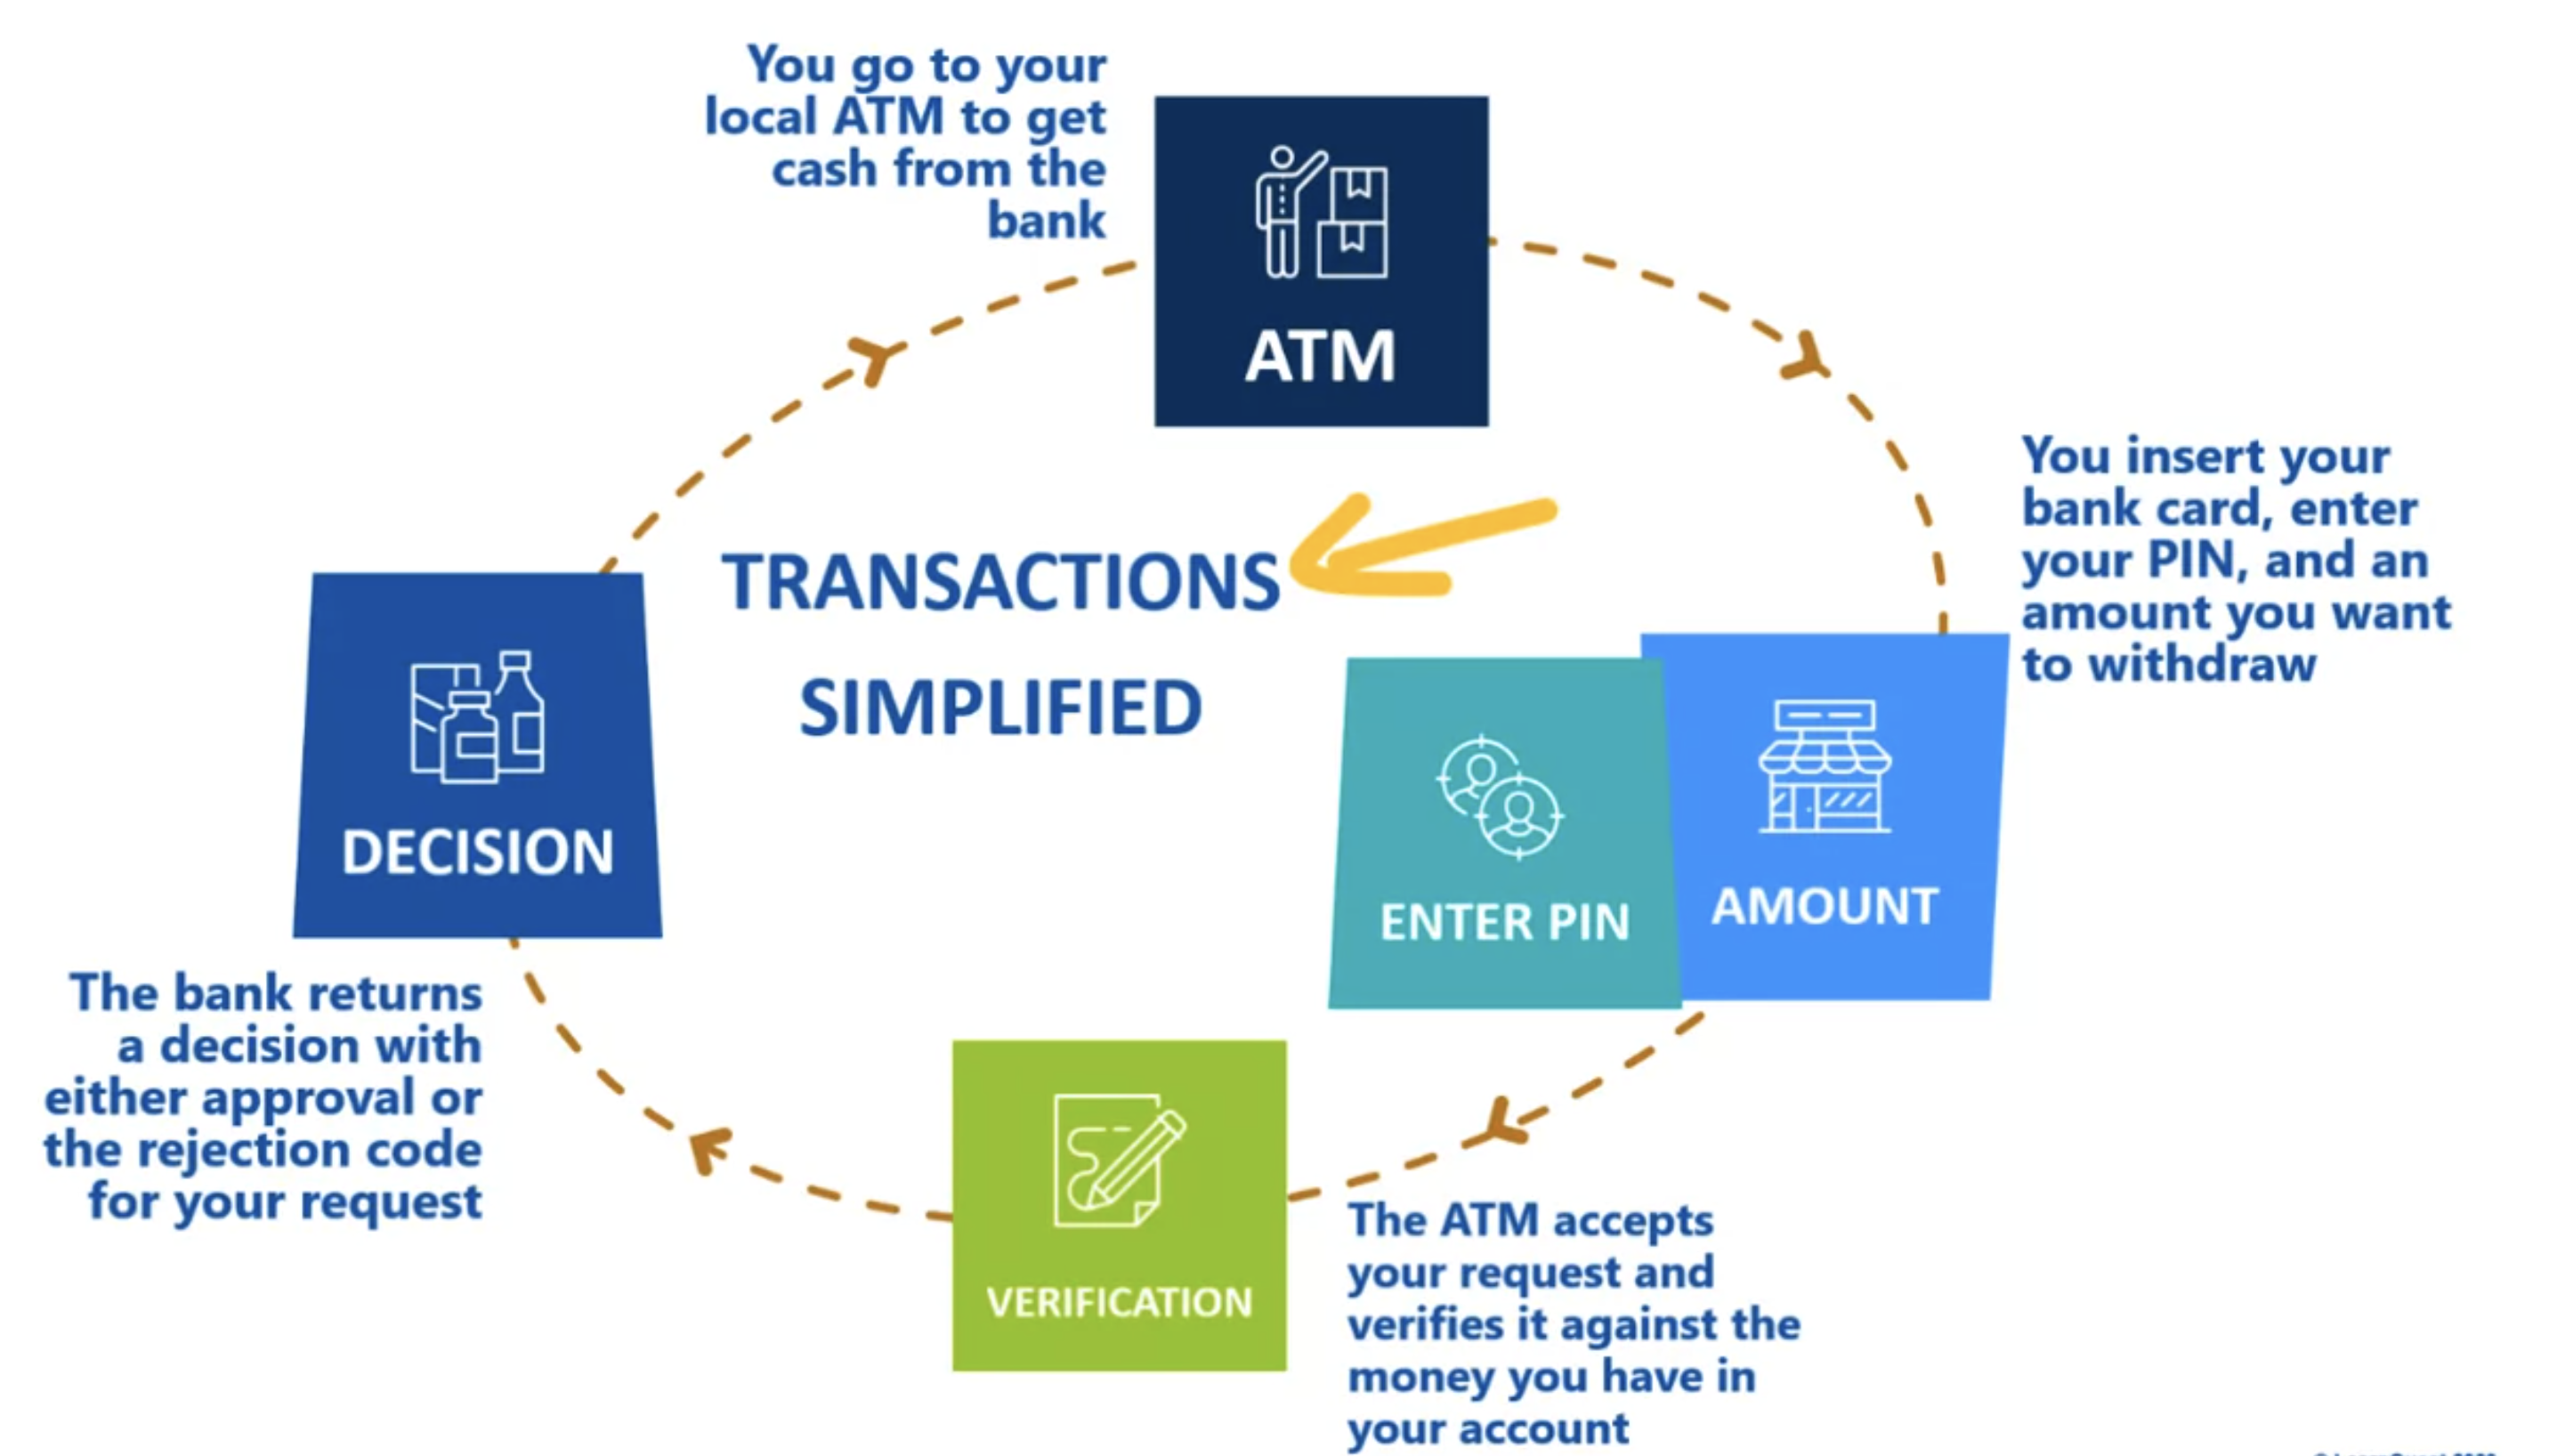 You go to your
local ATM to get
cash from the
bank
ATM
You insert your
bank card, enter
your PIN, and an
amount you want
to withdraw
TRANSACTIONS
SIMPLIFIED
DECISION
ENTER PIN
AMOUNT
The bank returns
a decision with
either approval or
the rejection code
for your request
VERIFICATION
The ATM accepts
your request and
verifies it against the
money you have in
your account